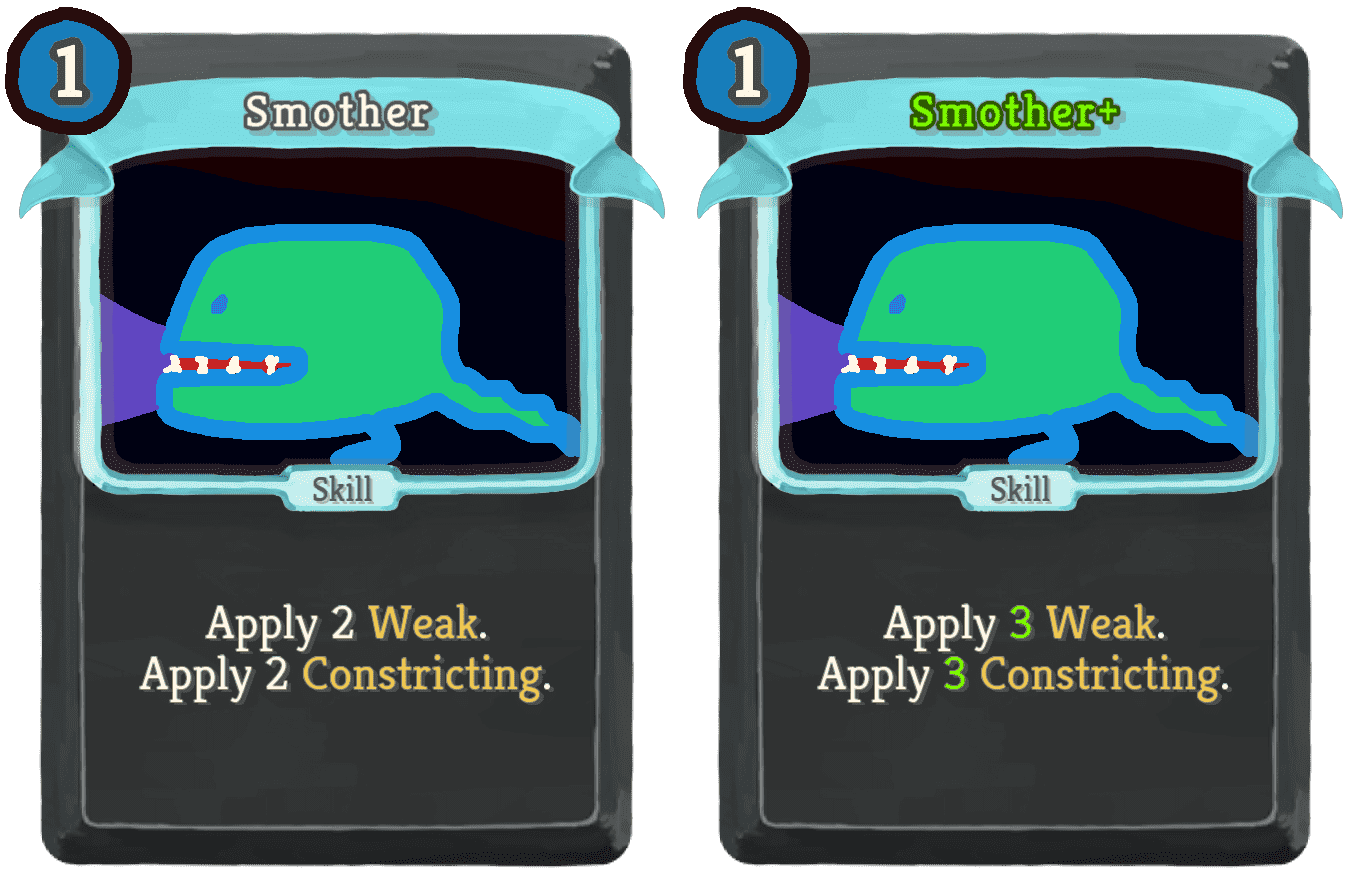 1
Smother
Skill
Apply 2 Weak.
Apply 2 Constricting.
1
Smother+
Skill
Apply 3 Weak.
Apply 3 Constricting.